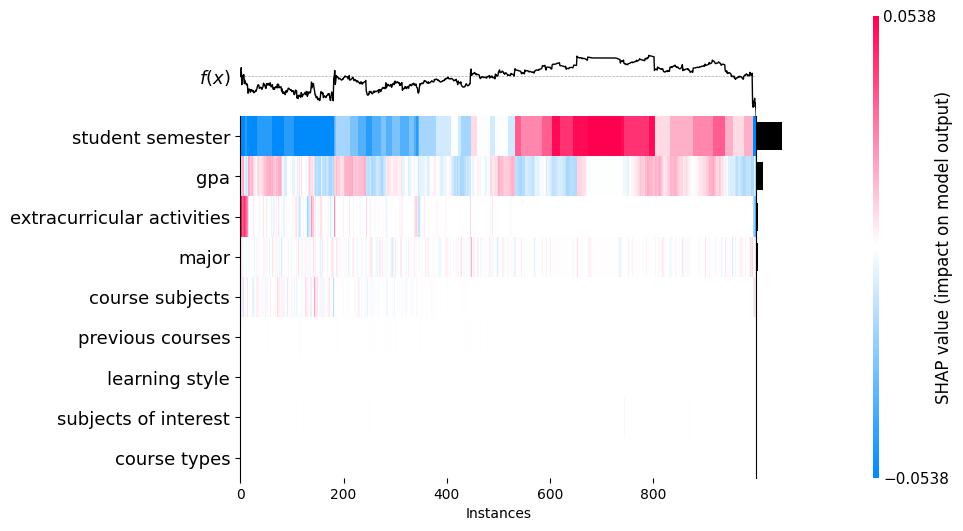 0.0538
f(x)
student semester
gpa
extracurricular activities
major
course subjects
previous courses
learning style
subjects of interest
course types
0 200 400 600 800
Instances
SHAP value (impact on model output)
−0.0538